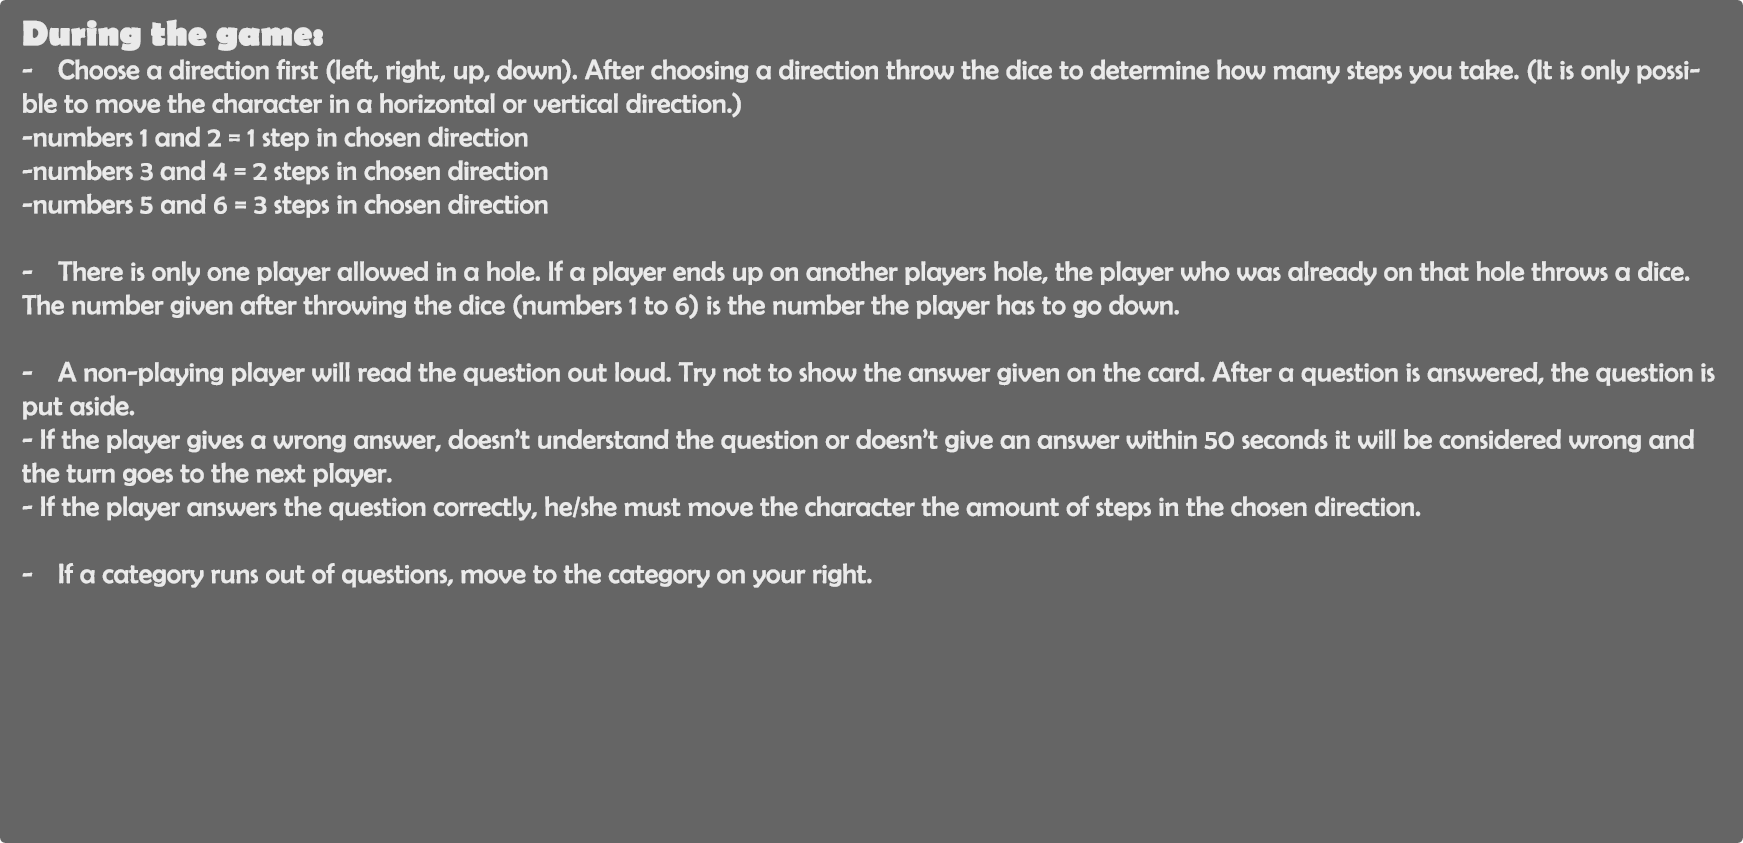 During the game:
- Choose a direction first (left, right, up, down). After choosing a direction throw the dice to determine how many steps you take. (It is only possi-
ble to move the character in a horizontal or vertical direction.)
-numbers 1 and 2 = 1 step in chosen direction
-numbers 3 and 4 = 2 steps in chosen direction
-numbers 5 and 6 = 3 steps in chosen direction
- There is only one player allowed in a hole. If a player ends up on another players hole, the player who was already on that hole throws a dice.
The number given after throwing the dice (numbers 1 to 6) is the number the player has to go down.
- A non-playing player will read the question out loud. Try not to show the answer given on the card. After a question is answered, the question is
put aside.
- If the player gives a wrong answer, doesn’t understand the question or doesn’t give an answer within 50 seconds it will be considered wrong and
the turn goes to the next player.
- If the player answers the question correctly, he/she must move the character the amount of steps in the chosen direction.
- If a category runs out of questions, move to the category on your right.